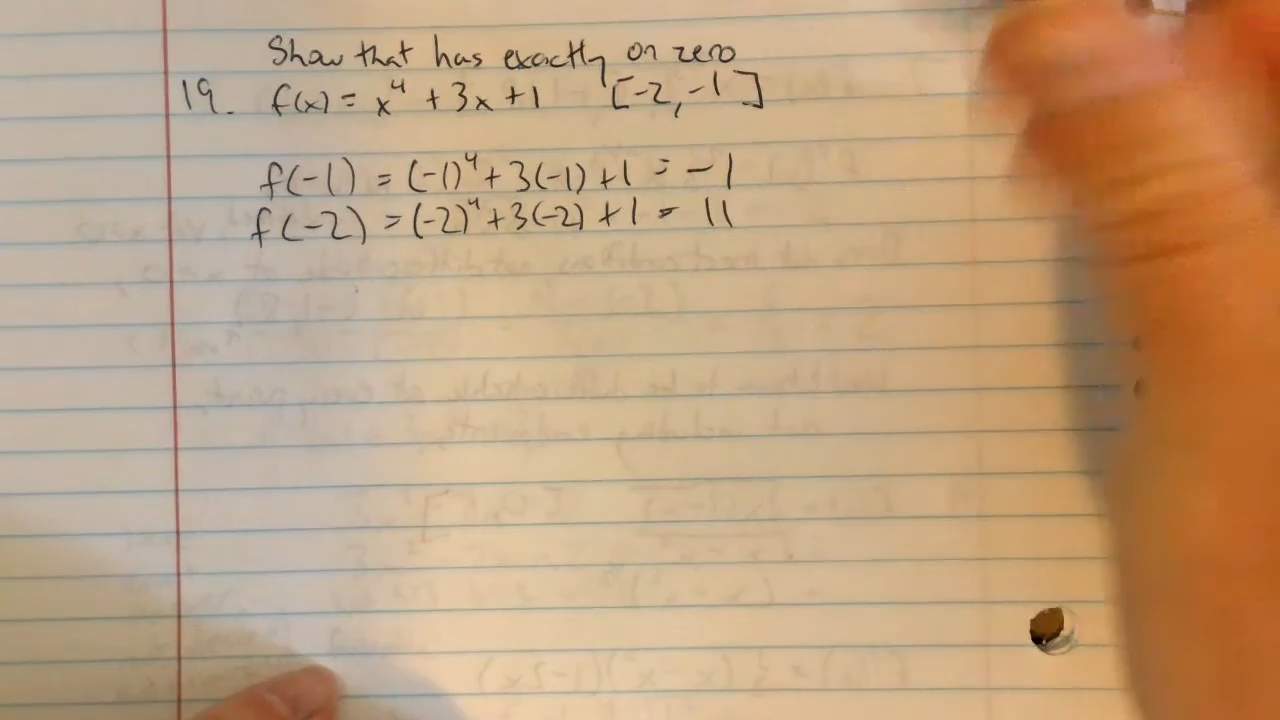 Show that has exactly on zero
19. f(x) = x⁴ + 3x + 1 [-2, -1]
f(-1) = (-1)⁴ + 3(-1) + 1 = -1
f(-2) = (-2)⁴ + 3(-2) + 1 = 11